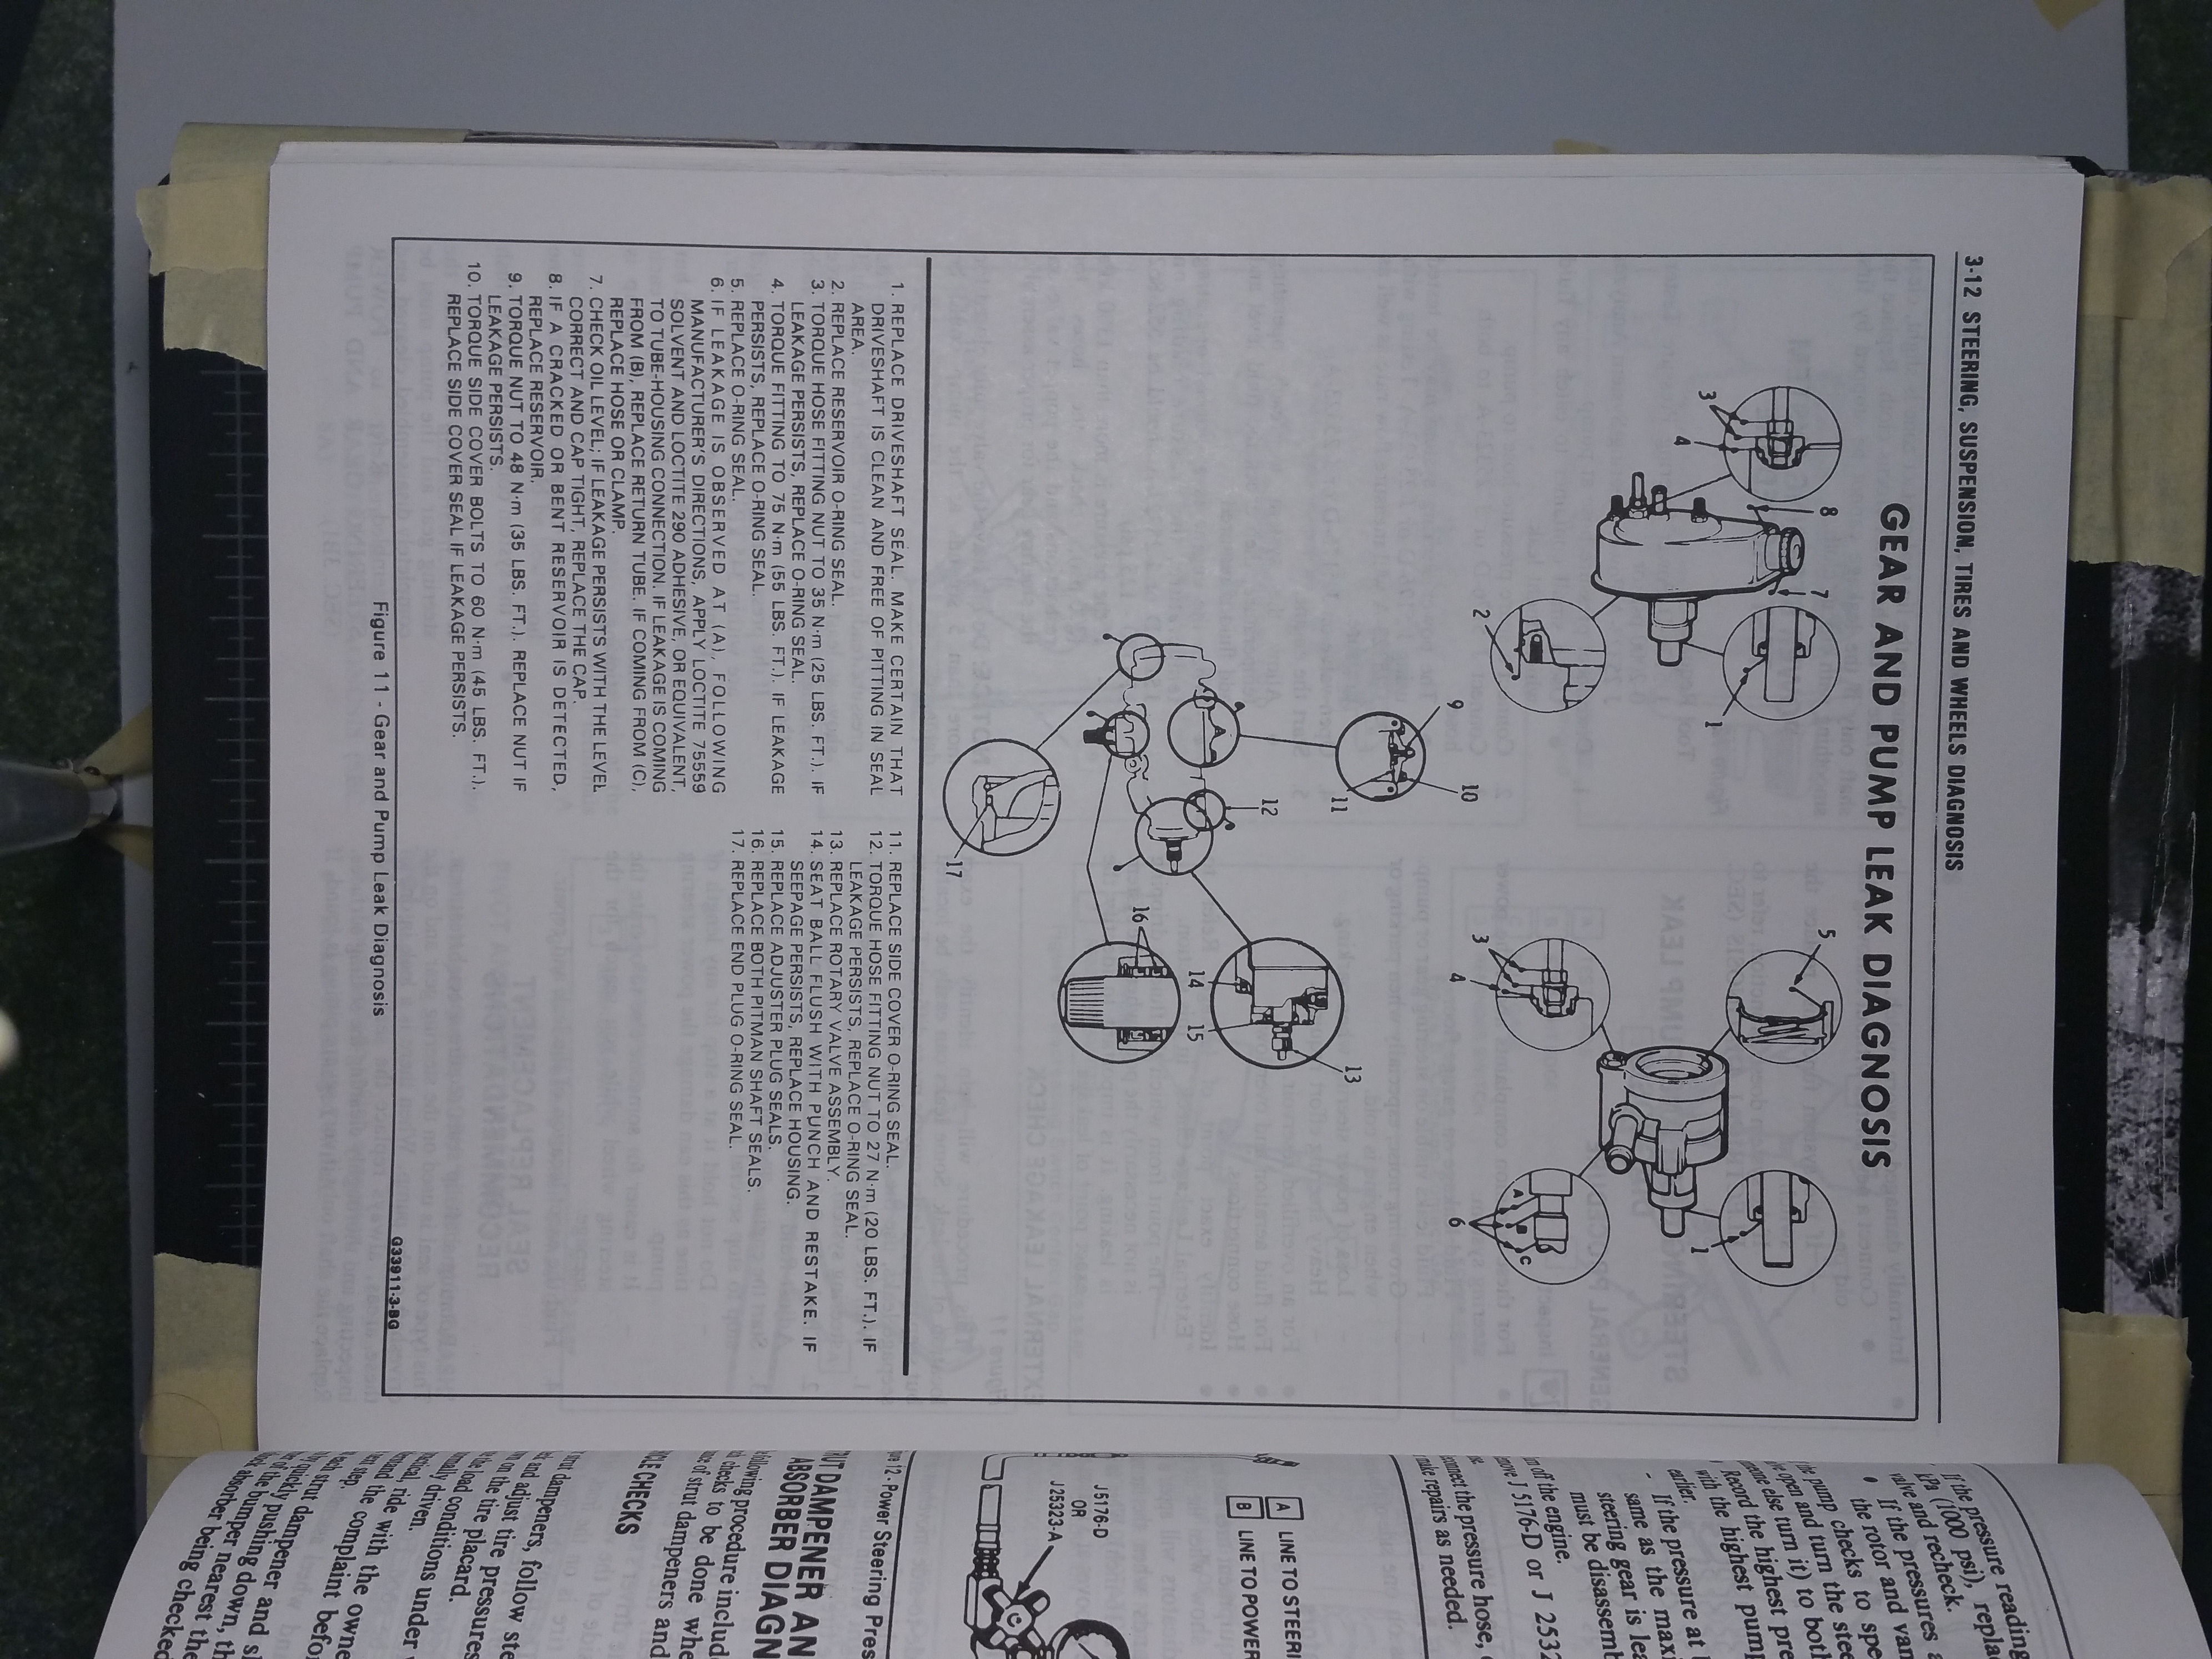 3-12 STEERING, SUSPENSION, TIRES AND WHEELS DIAGNOSIS
GEAR AND PUMP LEAK DIAGNOSIS
3
4
8
7
2
1
5
3
4
6
A
B
C
1
9
10
11
12
A
17
16
14
15
13
1. REPLACE DRIVESHAFT SEAL. MAKE CERTAIN THAT
DRIVESHAFT IS CLEAN AND FREE OF PITTING IN SEAL
AREA.
2. REPLACE RESERVOIR O-RING SEAL.
3. TORQUE HOSE FITTING NUT TO 35 N·m (25 LBS. FT.). IF
LEAKAGE PERSISTS, REPLACE O-RING SEAL.
4. TORQUE FITTING TO 75 N·m (55 LBS. FT.). IF LEAKAGE
PERSISTS, REPLACE O-RING SEAL.
5. REPLACE O-RING SEAL.
6. IF LEAKAGE IS OBSERVED AT (A), FOLLOWING
MANUFACTURER'S DIRECTIONS, APPLY LOCTITE 75559
SOLVENT AND LOCTITE 290 ADHESIVE, OR EQUIVALENT,
TO TUBE-HOUSING CONNECTION. IF LEAKAGE IS COMING
FROM (B), REPLACE RETURN TUBE. IF COMING FROM (C),
REPLACE HOSE OR CLAMP.
7. CHECK OIL LEVEL; IF LEAKAGE PERSISTS WITH THE LEVEL
CORRECT AND CAP TIGHT, REPLACE THE CAP.
8. IF A CRACKED OR BENT RESERVOIR IS DETECTED,
REPLACE RESERVOIR.
9. TORQUE NUT TO 48 N·m (35 LBS. FT.). REPLACE NUT IF
LEAKAGE PERSISTS.
10. TORQUE SIDE COVER BOLTS TO 60 N·m (45 LBS. FT.).
REPLACE SIDE COVER SEAL IF LEAKAGE PERSISTS.
11. REPLACE SIDE COVER O-RING SEAL.
12. TORQUE HOSE FITTING NUT TO 27 N·m (20 LBS. FT.). IF
LEAKAGE PERSISTS, REPLACE O-RING SEAL.
13. REPLACE ROTARY VALVE ASSEMBLY.
14. SEAT BALL FLUSH WITH PUNCH AND RESTAKE. IF
SEEPAGE PERSISTS, REPLACE HOUSING.
15. REPLACE ADJUSTER PLUG SEALS.
16. REPLACE BOTH PITMAN SHAFT SEALS.
17. REPLACE END PLUG O-RING SEAL.
G33911-3-BG
Figure 11 - Gear and Pump Leak Diagnosis
If the pressure reading
kPa (1000 psi), repla
valve and recheck.
• If the pressures
the rotor and van
pump checks to spe
open and turn the stee
else turn it) to both
Record the highest pre
with the highest pump
earlier.
- If the pressure at
same as the maxi
steering gear is lea
must be disassemb
off the engine.
J 5176-D or J 2532
connect the pressure hose,
make repairs as needed.
A LINE TO STEERI
B LINE TO POWER
J 5176-D
OR
J 25323-A
C
12 - Power Steering Pres
DAMPENER AN
ABSORBER DIAGN
following procedure includ
checks to be done whe
of strut dampeners and
CHECKS
dampeners, follow ste
and adjust tire pressures
on the tire placard.
load conditions.
normally driven.
ride with the owne
the complaint befor
step.
strut dampener and s
quickly pushing down, th
of the bumper nearest the
absorber being checked